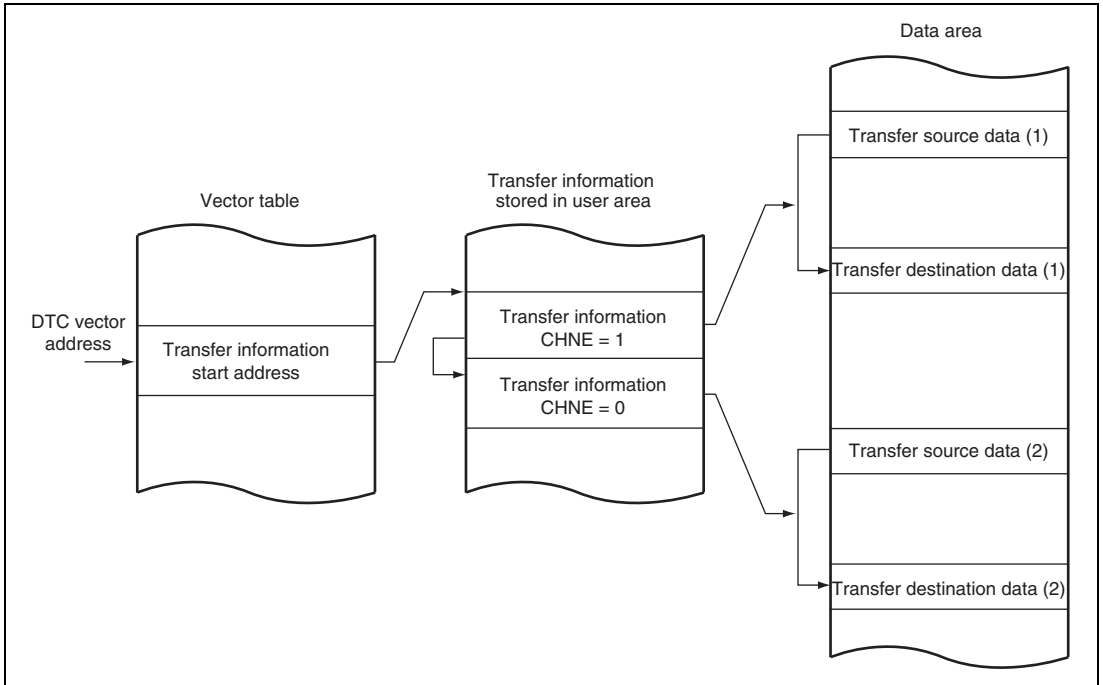 Data area
Transfer source data (1)
Transfer information
stored in user area
Vector table
Transfer destination data (1)
DTC vector
address
Transfer information
start address
Transfer information
CHNE = 1
Transfer information
CHNE = 0
Transfer source data (2)
Transfer destination data (2)